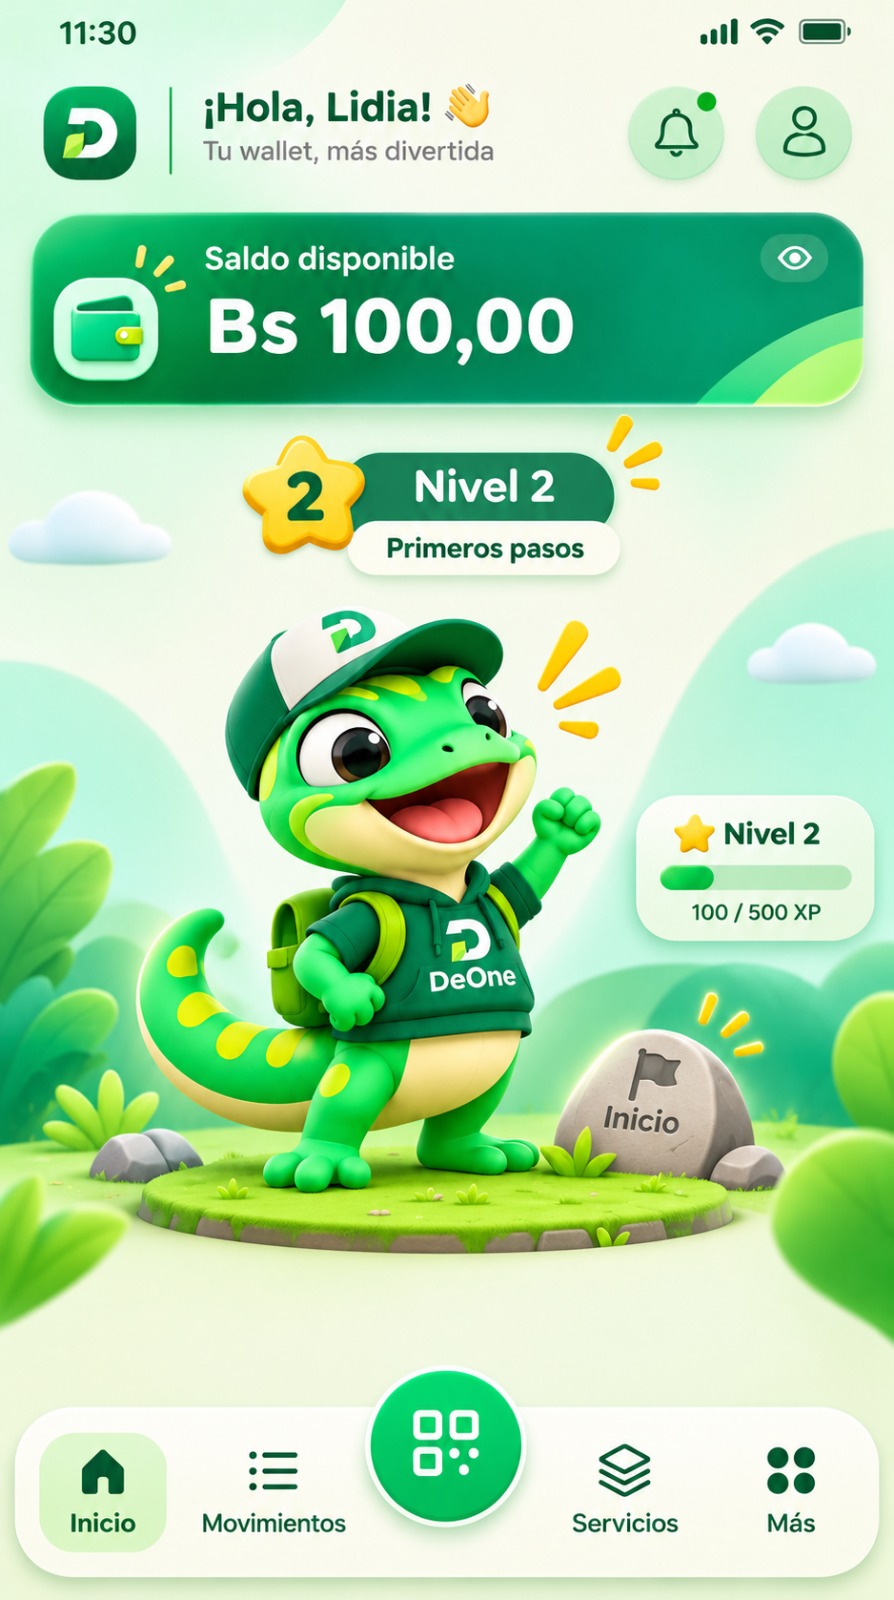 11:30
¡Hola, Lidia! 👋
Tu wallet, más divertida
Saldo disponible
Bs 100,00
2
Nivel 2
Primeros pasos
Nivel 2
100 / 500 XP
DeOne
Inicio
Inicio
Movimientos
Servicios
Más